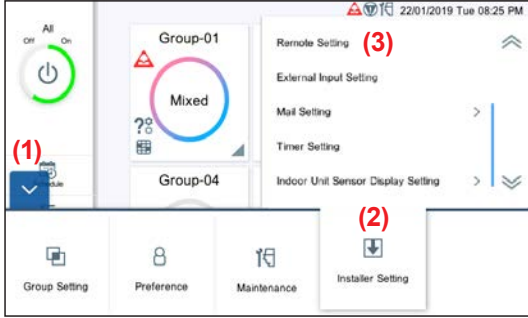 22/01/2019 Tue 08:25 PM
All
Off On
Group-01
Mixed
Remote Setting (3)
External Input Setting
Mail Setting >
Timer Setting
Indoor Unit Sensor Display Setting >
(1)
Group-04
(2)
Group Setting
Preference
Maintenance
Installer Setting